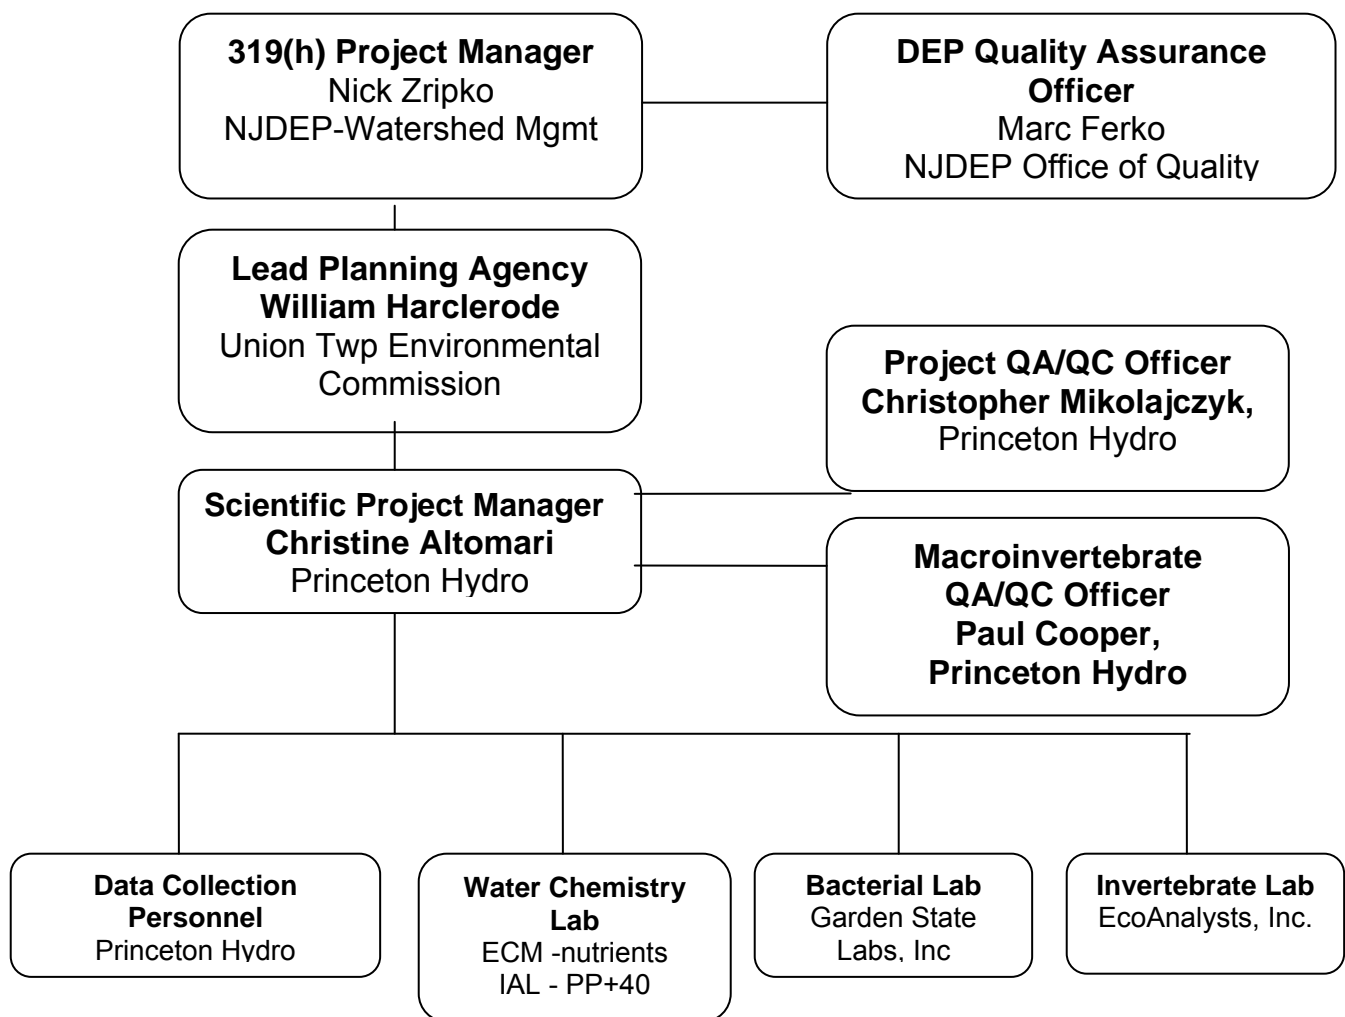 319(h) Project Manager
Nick Zripko
NJDEP-Watershed Mgmt
DEP Quality Assurance
Officer
Marc Ferko
NJDEP Office of Quality
Lead Planning Agency
William Harclerode
Union Twp Environmental
Commission
Project QA/QC Officer
Christopher Mikolajczyk,
Princeton Hydro
Scientific Project Manager
Christine Altomari
Princeton Hydro
Macroinvertebrate
QA/QC Officer
Paul Cooper,
Princeton Hydro
Data Collection
Personnel
Princeton Hydro
Water Chemistry
Lab
ECM -nutrients
IAL - PP+40
Bacterial Lab
Garden State
Labs, Inc
Invertebrate Lab
EcoAnalysts, Inc.